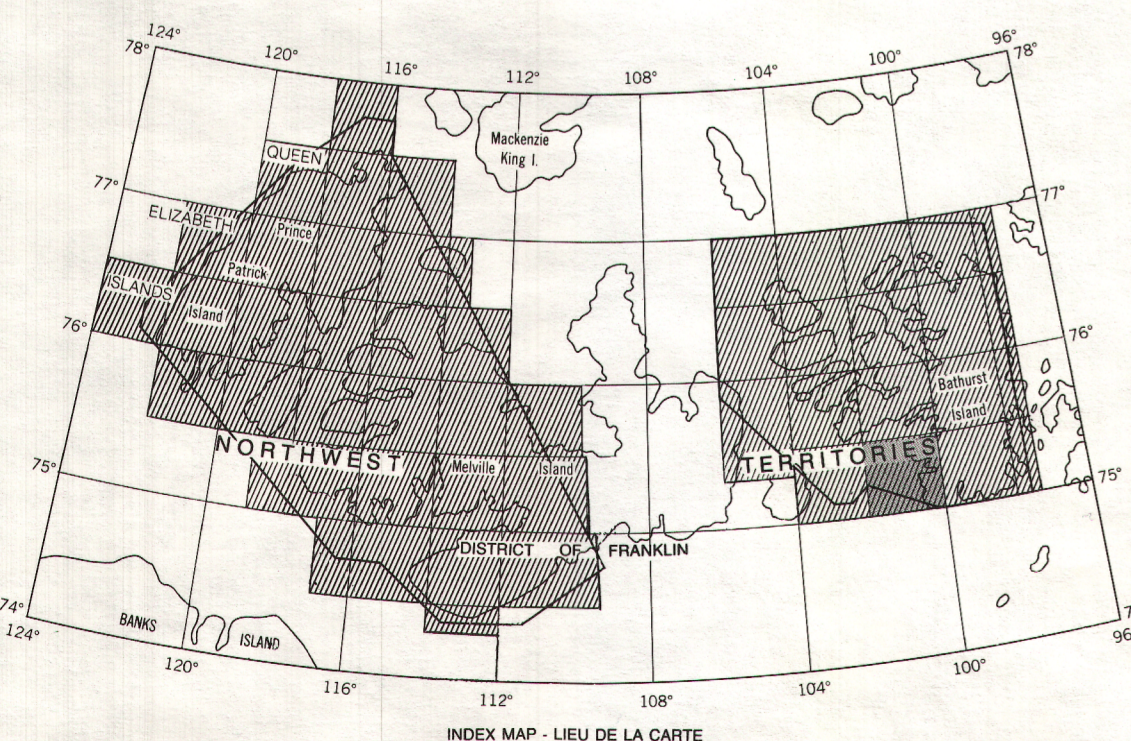 124° 120° 116° 112° 108° 104° 100° 96°
78° 78°
Mackenzie
King I.
QUEEN
77° 77°
ELIZABETH
Prince
Patrick
ISLANDS
Island
76° 76°
Bathurst
Island
NORTHWEST TERRITORIES
Melville Island
75° 75°
DISTRICT OF FRANKLIN
74°
BANKS ISLAND
124° 120° 116° 112° 108° 104° 100° 96
INDEX MAP - LIEU DE LA CARTE